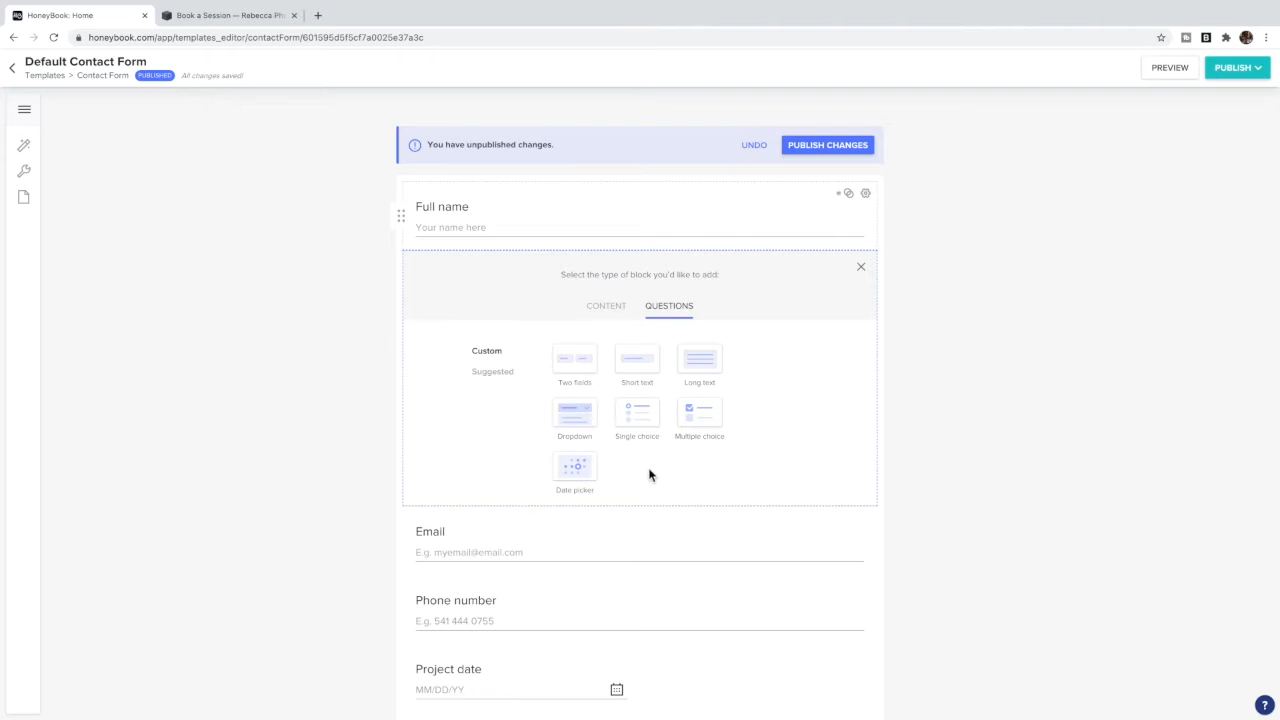 HoneyBook: Home
Book a Session — Rebecca Ph
honeybook.com/app/templates_editor/contactForm/601595d5f5cf7a0025e37a3c
Default Contact Form
Templates > Contact Form PUBLISHED All changes saved!
PREVIEW
PUBLISH
You have unpublished changes.
UNDO
PUBLISH CHANGES
Full name
Your name here
Select the type of block you'd like to add:
CONTENT QUESTIONS
Custom
Suggested
Two fields Short text Long text
Dropdown Single choice Multiple choice
Date picker
Email
E.g. myemail@email.com
Phone number
E.g. 541 444 0755
Project date
MM/DD/YY
?